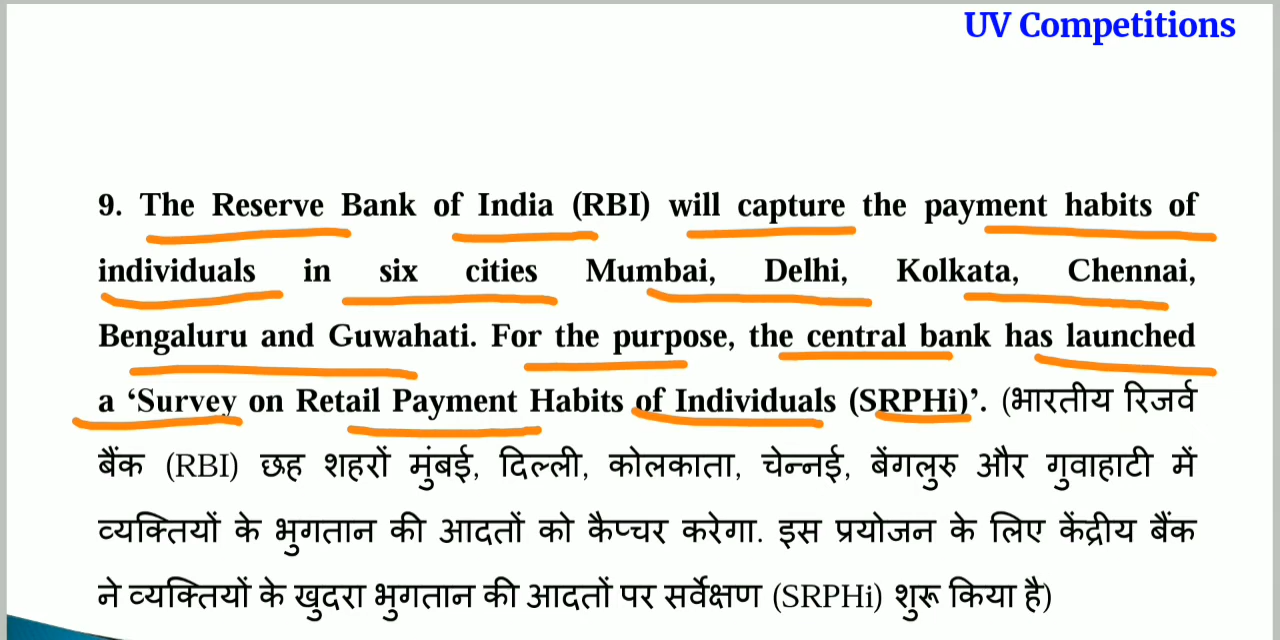 UV Competitions
9. The Reserve Bank of India (RBI) will capture the payment habits of
individuals in six cities Mumbai, Delhi, Kolkata, Chennai,
Bengaluru and Guwahati. For the purpose, the central bank has launched
a ‘Survey on Retail Payment Habits of Individuals (SRPHi)’. (भारतीय रिजर्व
बैंक (RBI) छह शहरों मुंबई, दिल्ली, कोलकाता, चेन्नई, बेंगलुरु और गुवाहाटी में
व्यक्तियों के भुगतान की आदतों को कैप्चर करेगा. इस प्रयोजन के लिए केंद्रीय बैंक
ने व्यक्तियों के खुदरा भुगतान की आदतों पर सर्वेक्षण (SRPHi) शुरू किया है)